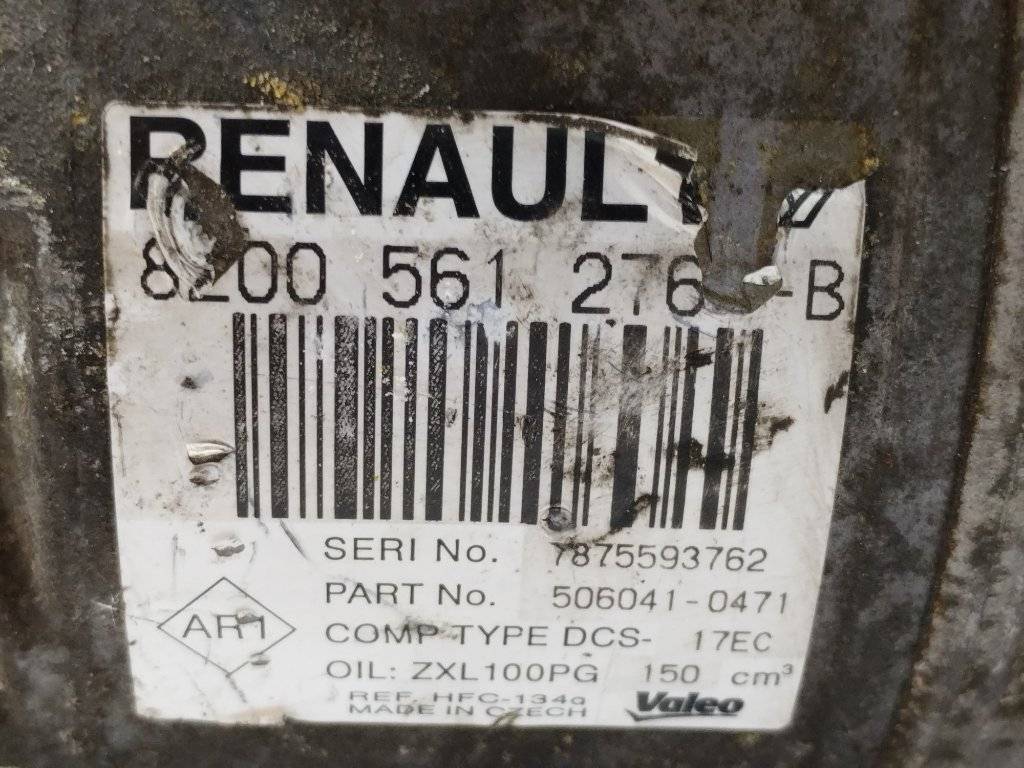 RENAULT
8200 561 276 -B
SERI No. 7875593762
PART No. 506041-0471
AR1
COMP TYPE DCS- 17EC
OIL: ZXL100PG 150 cm³
REF. HFC-134a
MADE IN CZECH
Valeo